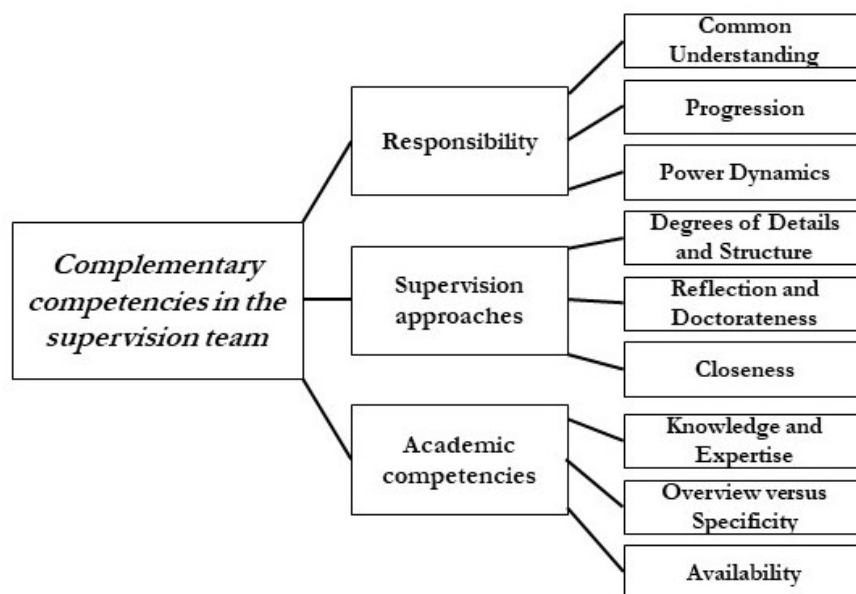 Complementary
competencies in the
supervision team
Responsibility
Common
Understanding
Progression
Power Dynamics
Supervision
approaches
Degrees of Details
and Structure
Reflection and
Doctorateness
Closeness
Academic
competencies
Knowledge and
Expertise
Overview versus
Specificity
Availability